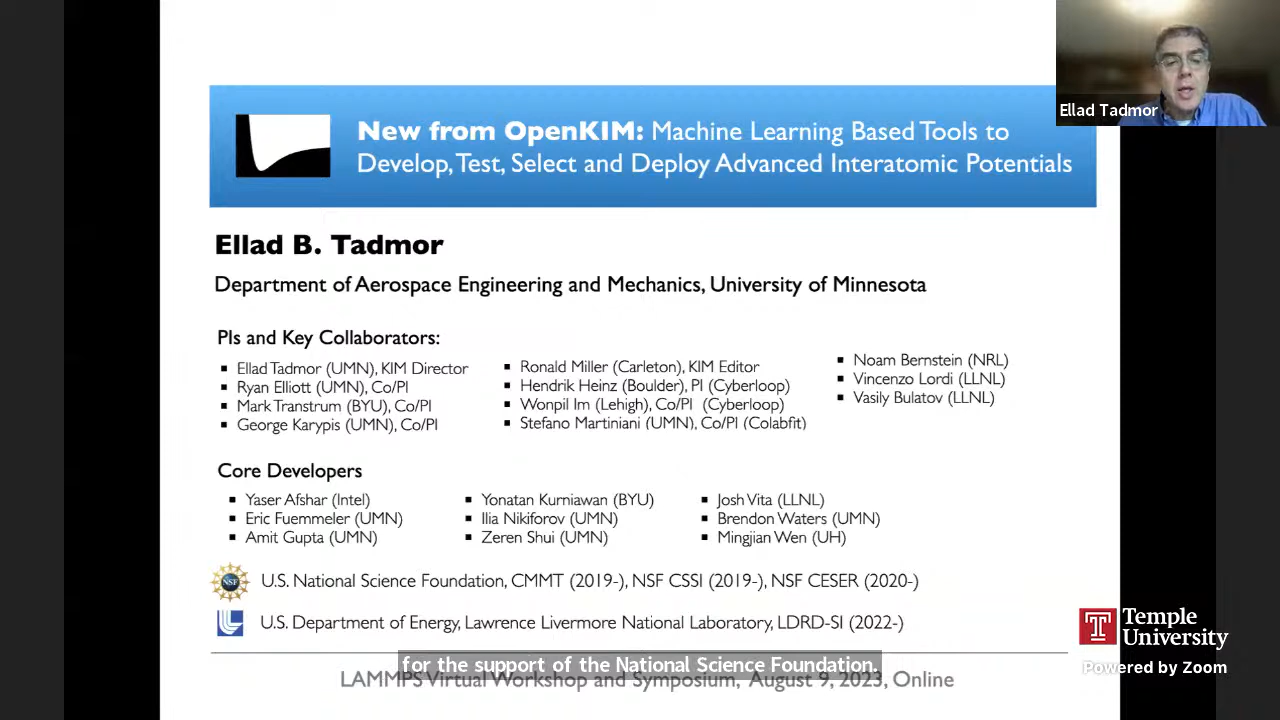 New from OpenKIM: Machine Learning Based Tools to
Develop, Test, Select and Deploy Advanced Interatomic Potentials
Ellad Tadmor
Ellad B. Tadmor
Department of Aerospace Engineering and Mechanics, University of Minnesota
PIs and Key Collaborators:
▪ Ellad Tadmor (UMN), KIM Director
▪ Ryan Elliott (UMN), Co/PI
▪ Mark Transtrum (BYU), Co/PI
▪ George Karypis (UMN), Co/PI
▪ Ronald Miller (Carleton), KIM Editor
▪ Hendrik Heinz (Boulder), PI (Cyberloop)
▪ Wonpil Im (Lehigh), Co/PI (Cyberloop)
▪ Stefano Martiniani (UMN), Co/PI (Colabfit)
▪ Noam Bernstein (NRL)
▪ Vincenzo Lordi (LLNL)
▪ Vasily Bulatov (LLNL)
Core Developers
▪ Yaser Afshar (Intel)
▪ Eric Fuemmeler (UMN)
▪ Amit Gupta (UMN)
▪ Yonatan Kurniawan (BYU)
▪ Ilia Nikiforov (UMN)
▪ Zeren Shui (UMN)
▪ Josh Vita (LLNL)
▪ Brendon Waters (UMN)
▪ Mingjian Wen (UH)
NSF
U.S. National Science Foundation, CMMT (2019-), NSF CSSI (2019-), NSF CESER (2020-)
U.S. Department of Energy, Lawrence Livermore National Laboratory, LDRD-SI (2022-)
Temple
University
Powered by Zoom
for the support of the National Science Foundation.
LAMMPS Virtual Workshop and Symposium, August 9, 2023, Online